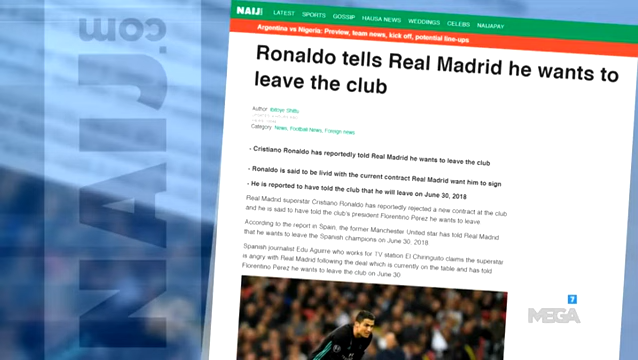 NAIJ.com
NAIJ
LATEST SPORTS GOSSIP HAUSA NEWS WEDDINGS CELEBS NAIJAPAY
Argentina vs Nigeria: Preview, team news, kick off, potential line-ups
Ronaldo tells Real Madrid he wants to
leave the club
Author:
Category: News, Football News, Foreign news
- Cristiano Ronaldo has reportedly told Real Madrid he wants to leave the club
- Ronaldo is said to be livid with the current contract Real Madrid want him to sign
- He is reported to have told the club that he will leave on June 30, 2018
Real Madrid superstar Cristiano Ronaldo has reportedly rejected a new contract at the club
and he is said to have told the club's president Florentino Perez he wants to leave
According to the report in Spain, the former Manchester United star has told Real Madrid
that he wants to leave the Spanish champions on June 30, 2018
Spanish journalist Edu Aguirre who works for TV station El Chiringuito claims the superstar
is angry with Real Madrid following the deal which is currently on the table and has told
Florentino Perez he wants to leave the club on June 30
7
MEGA